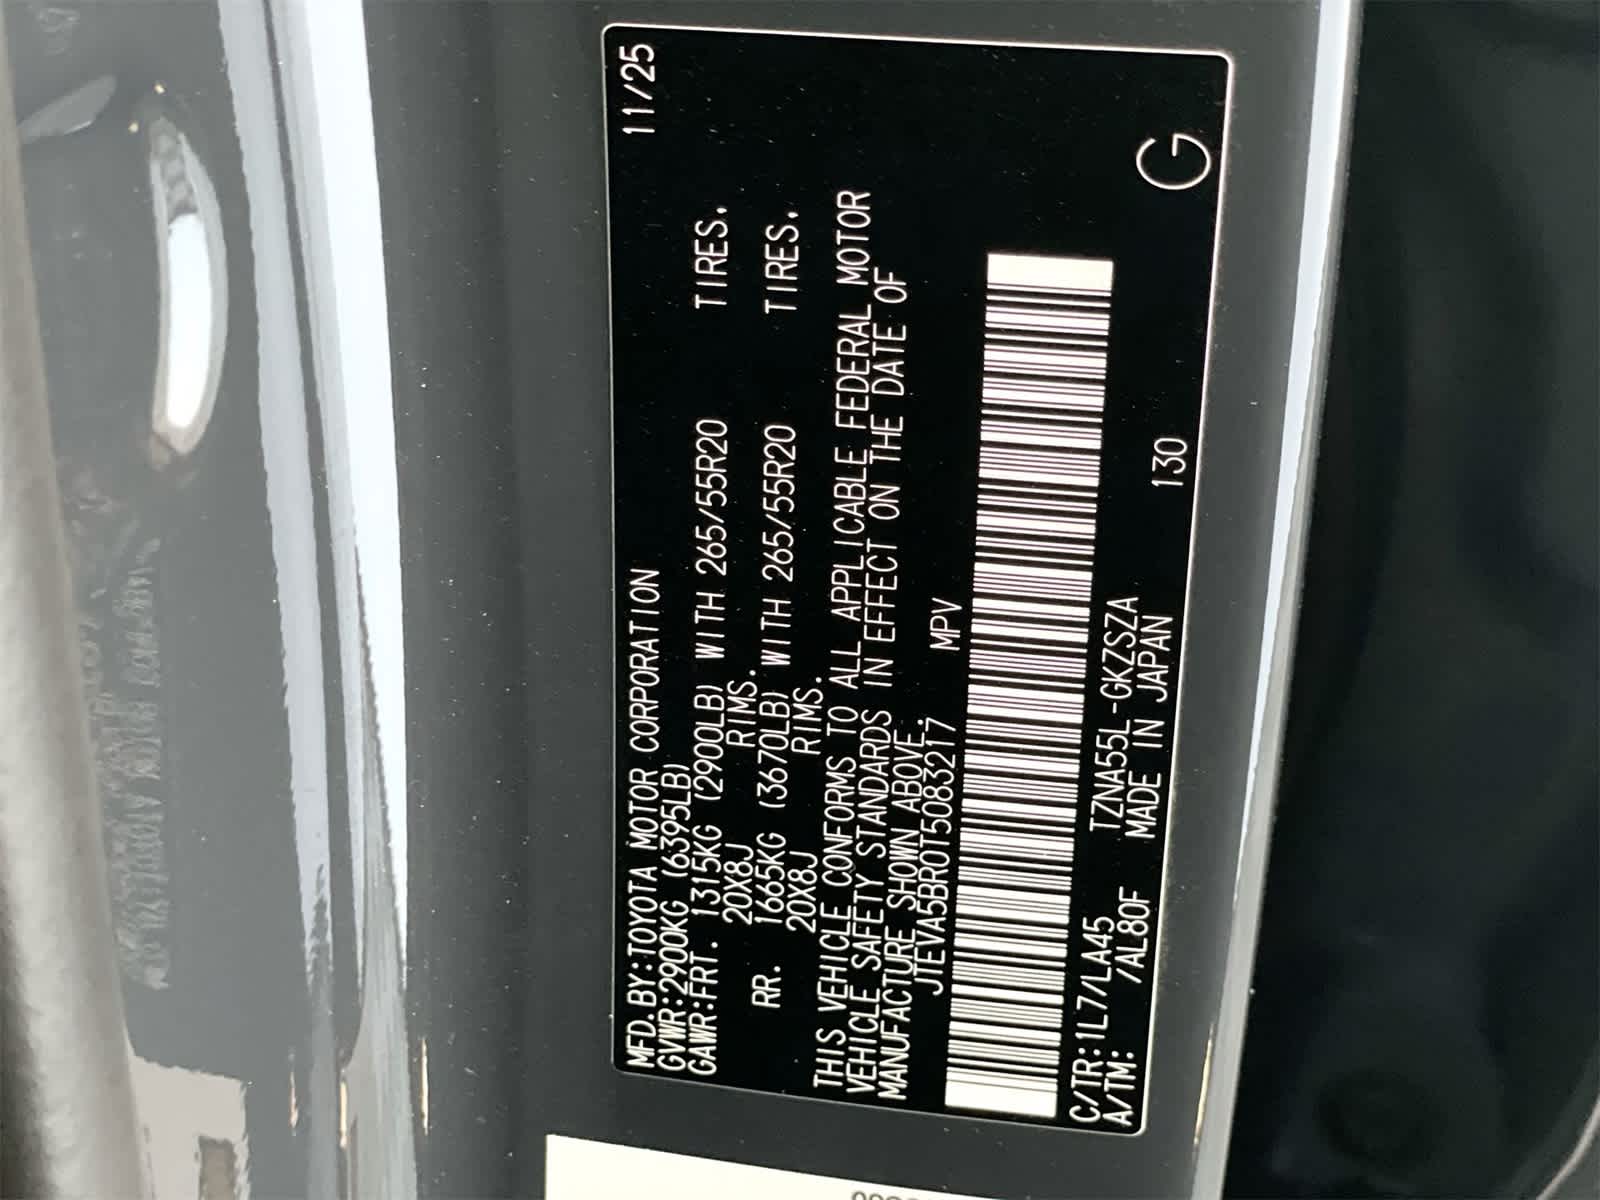 MFD.BY:TOYOTA MOTOR CORPORATION 11/25
GVWR:2900KG (6395LB)
GAWR:FRT. 1315KG (2900LB) WITH 265/55R20 TIRES.
20X8J RIMS.
RR. 1665KG (3670LB) WITH 265/55R20 TIRES.
20X8J RIMS.
THIS VEHICLE CONFORMS TO ALL APPLICABLE FEDERAL MOTOR
VEHICLE SAFETY STANDARDS IN EFFECT ON THE DATE OF
MANUFACTURE SHOWN ABOVE.
JTEVA5BR0T5083217 MPV
C/TR:1L7/LA45 TZNA55L-GKZSZA 130 G
A/TM: /AL80F MADE IN JAPAN